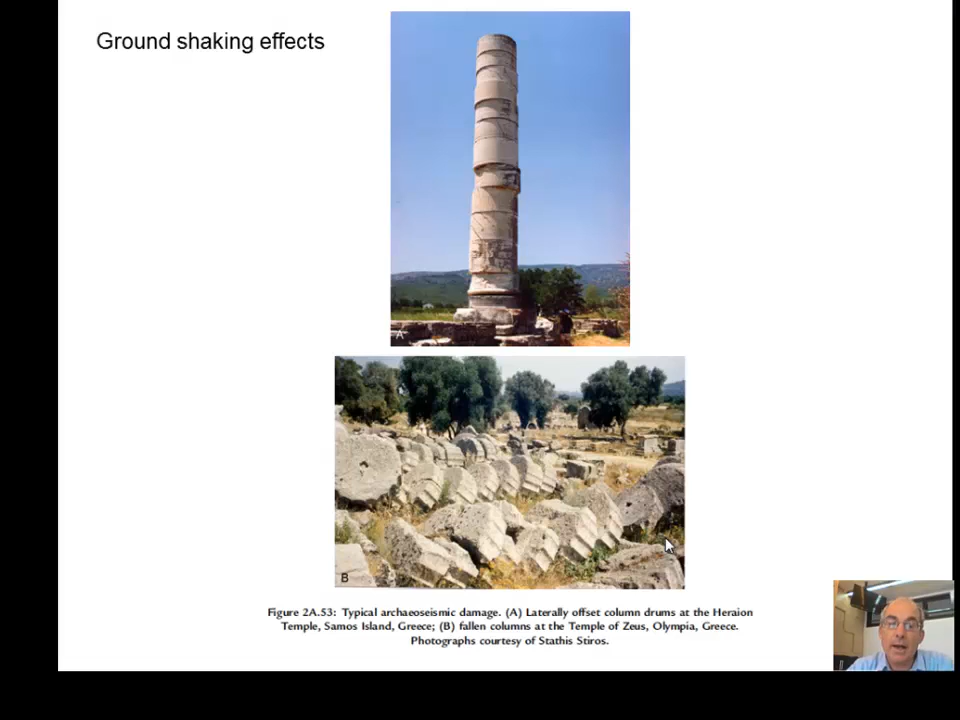 Ground shaking effects
A
B
Figure 2A.53: Typical archaeoseismic damage. (A) Laterally offset column drums at the Heraion
Temple, Samos Island, Greece; (B) fallen columns at the Temple of Zeus, Olympia, Greece.
Photographs courtesy of Stathis Stiros.